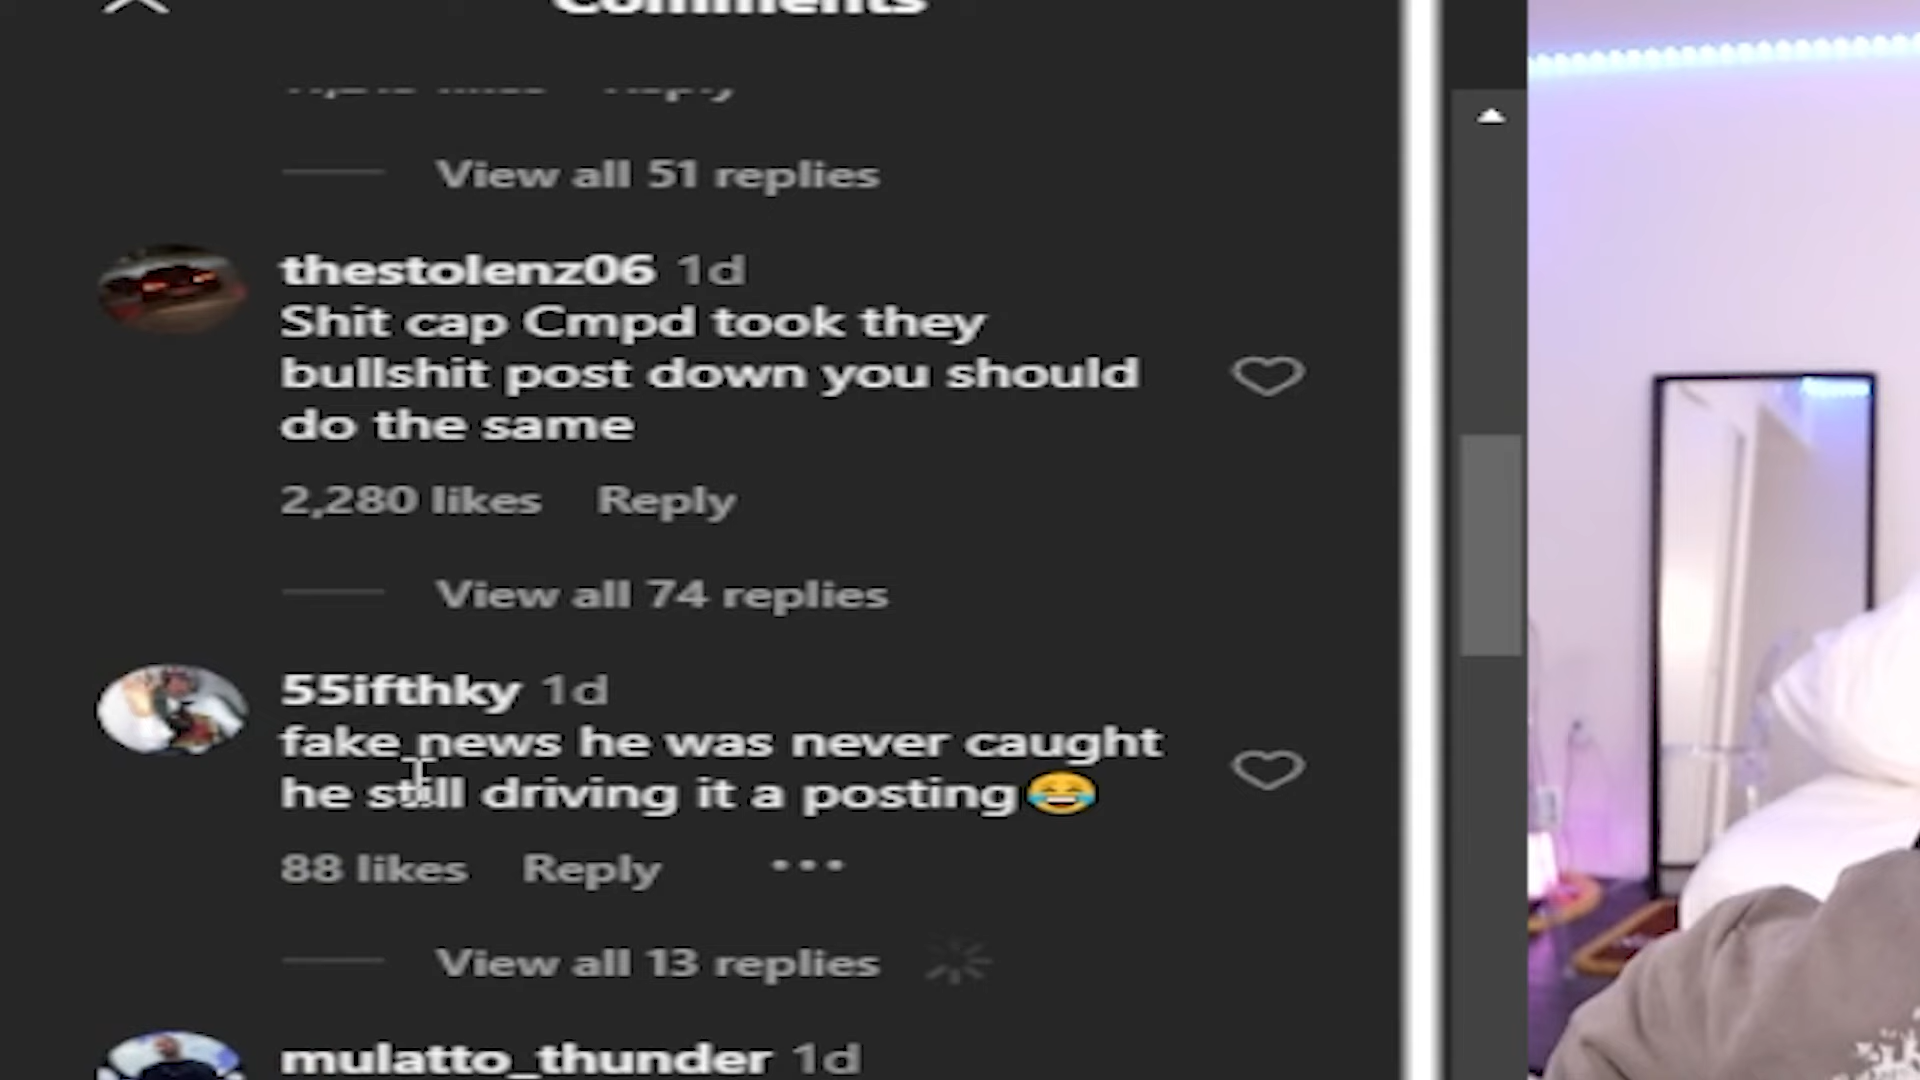 Comments
Reply
View all 51 replies
thestolenz06 1d
Shit cap Cmpd took they
bullshit post down you should
do the same
2,280 likes Reply
View all 74 replies
55ifthky 1d
fake news he was never caught
he still driving it a posting😂
88 likes Reply •••
View all 13 replies
mulatto_thunder 1d